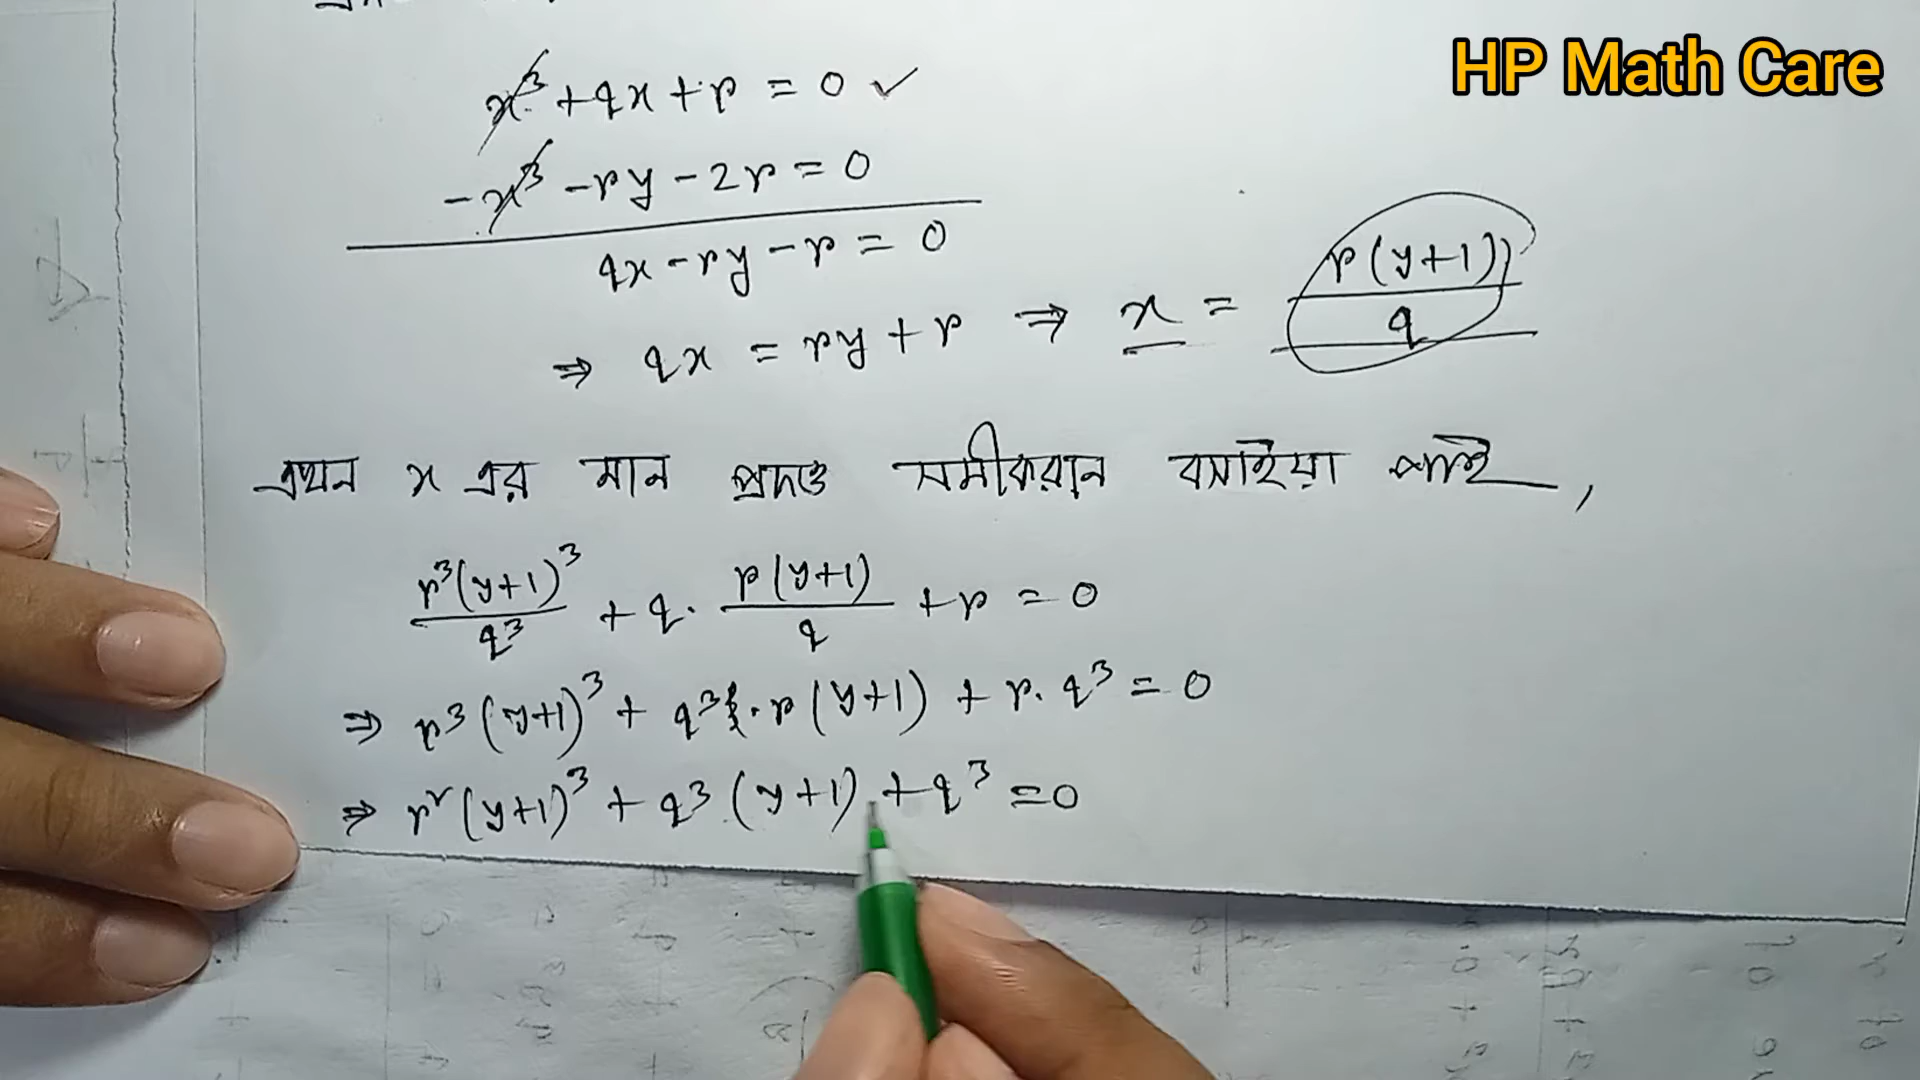 HP Math Care
x³ + qx + r = 0 ✓
-x³ - ry - 2r = 0
qx - ry - r = 0
⇒ qx = ry + r ⇒ x = r(y+1)/q
এখন x এর মান প্রদত্ত সমীকরনে বসাইয়া পাই,
r³(y+1)³/q³ + q · r(y+1)/q + r = 0
⇒ r³(y+1)³ + q³ · r(y+1) + r · q³ = 0
⇒ r²(y+1)³ + q³(y+1) + q³ = 0